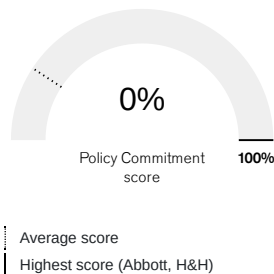 0%
Policy Commitment
score
100%
Average score
Highest score (Abbott, H&H)